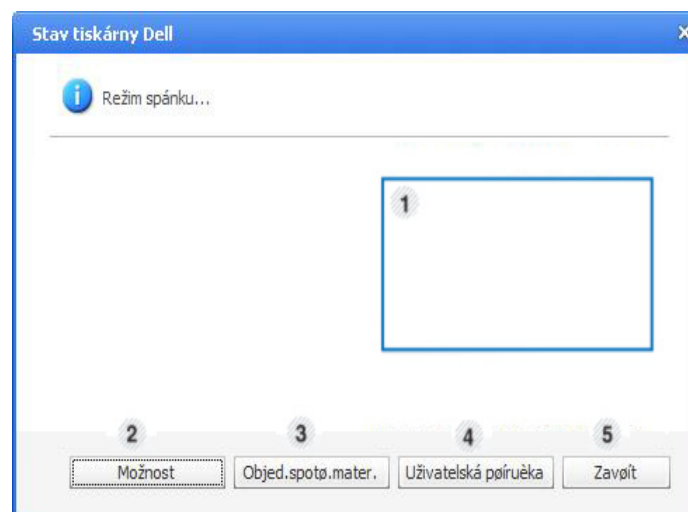 Stav tiskárny Dell
Režim spánku...
1
2 3 4 5
Možnost Objed.spotø.mater. Uživatelská pøíruèka Zavøít